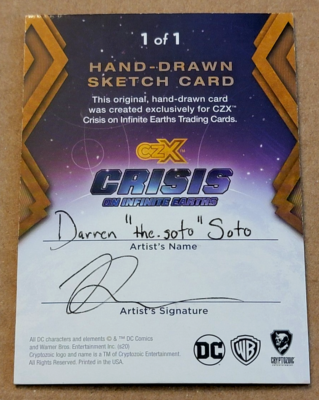 1 of 1
HAND-DRAWN
SKETCH CARD
This original, hand-drawn card
was created exclusively for CZX™
Crisis on Infinite Earths Trading Cards.
CZX™
CRISIS
ON INFINITE EARTHS
Darren "the.soto" Soto
Artist's Name
Artist's Signature
All DC characters and elements © & ™ DC Comics
and Warner Bros. Entertainment Inc. (s20)
Cryptozoic logo and name is a TM of Cryptozoic Entertainment.
All Rights Reserved. Printed in the USA.
DC
WB
CRYPTOZOIC